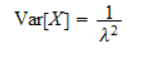 Var[X] = 1/λ²